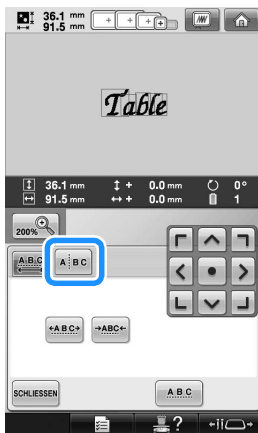 36.1 mm
91.5 mm
Table
36.1 mm + 0.0 mm 0°
91.5 mm + 0.0 mm 1
200%
ABC A BC
ABC ABC
SCHLIESSEN ABC
?